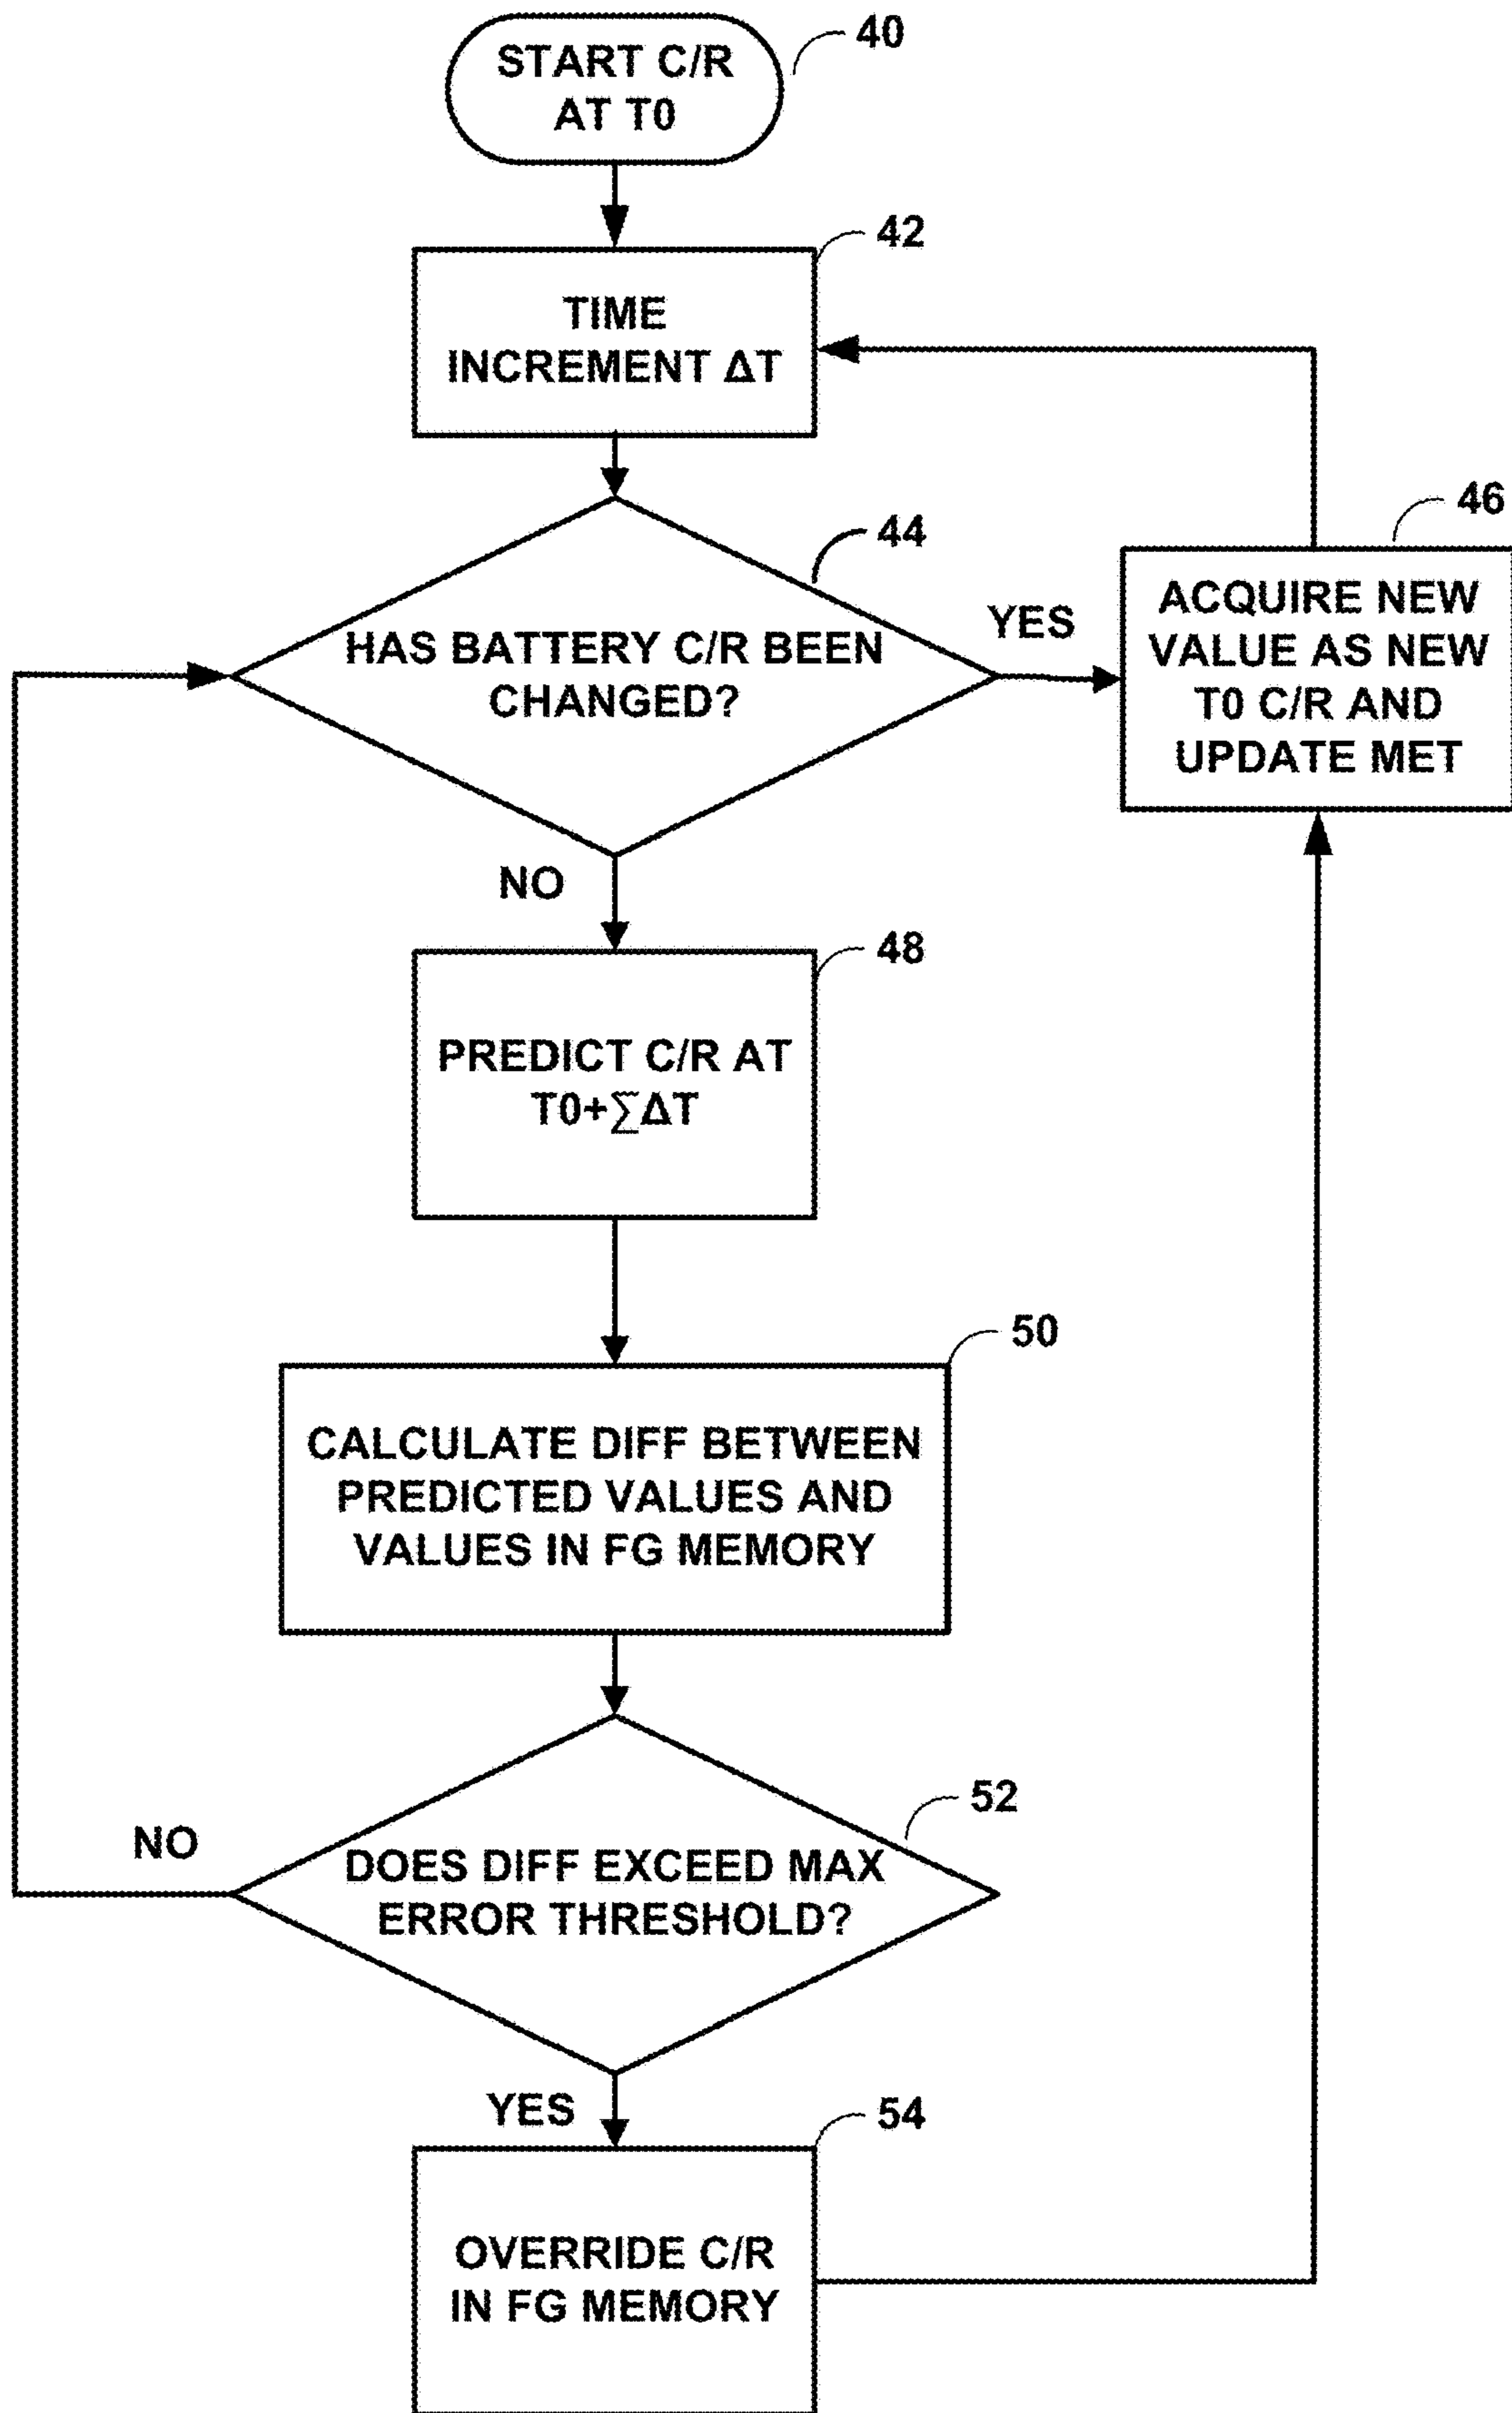 START C/R
AT T0
40
TIME
INCREMENT ΔT
42
HAS BATTERY C/R BEEN
CHANGED?
44
YES
ACQUIRE NEW
VALUE AS NEW
T0 C/R AND
UPDATE MET
46
NO
PREDICT C/R AT
T0+∑ΔT
48
CALCULATE DIFF BETWEEN
PREDICTED VALUES AND
VALUES IN FG MEMORY
50
DOES DIFF EXCEED MAX
ERROR THRESHOLD?
52
NO
YES
OVERRIDE C/R
IN FG MEMORY
54